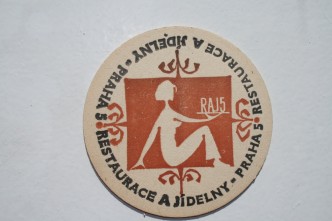 RAJ5
RESTAURACE A JÍDELNY - PRAHA 5. RESTAURACE A JÍDELNY - PRAHA 5.